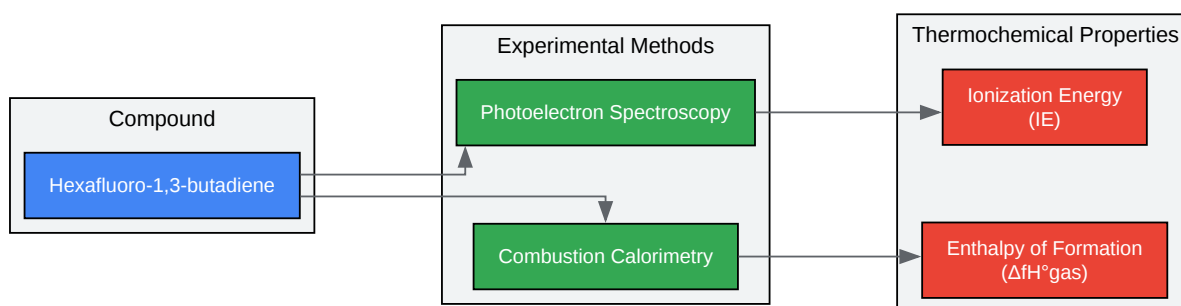 Compound
Hexafluoro-1,3-butadiene
Experimental Methods
Photoelectron Spectroscopy
Combustion Calorimetry
Thermochemical Properties
Ionization Energy
(IE)
Enthalpy of Formation
(ΔfH°gas)